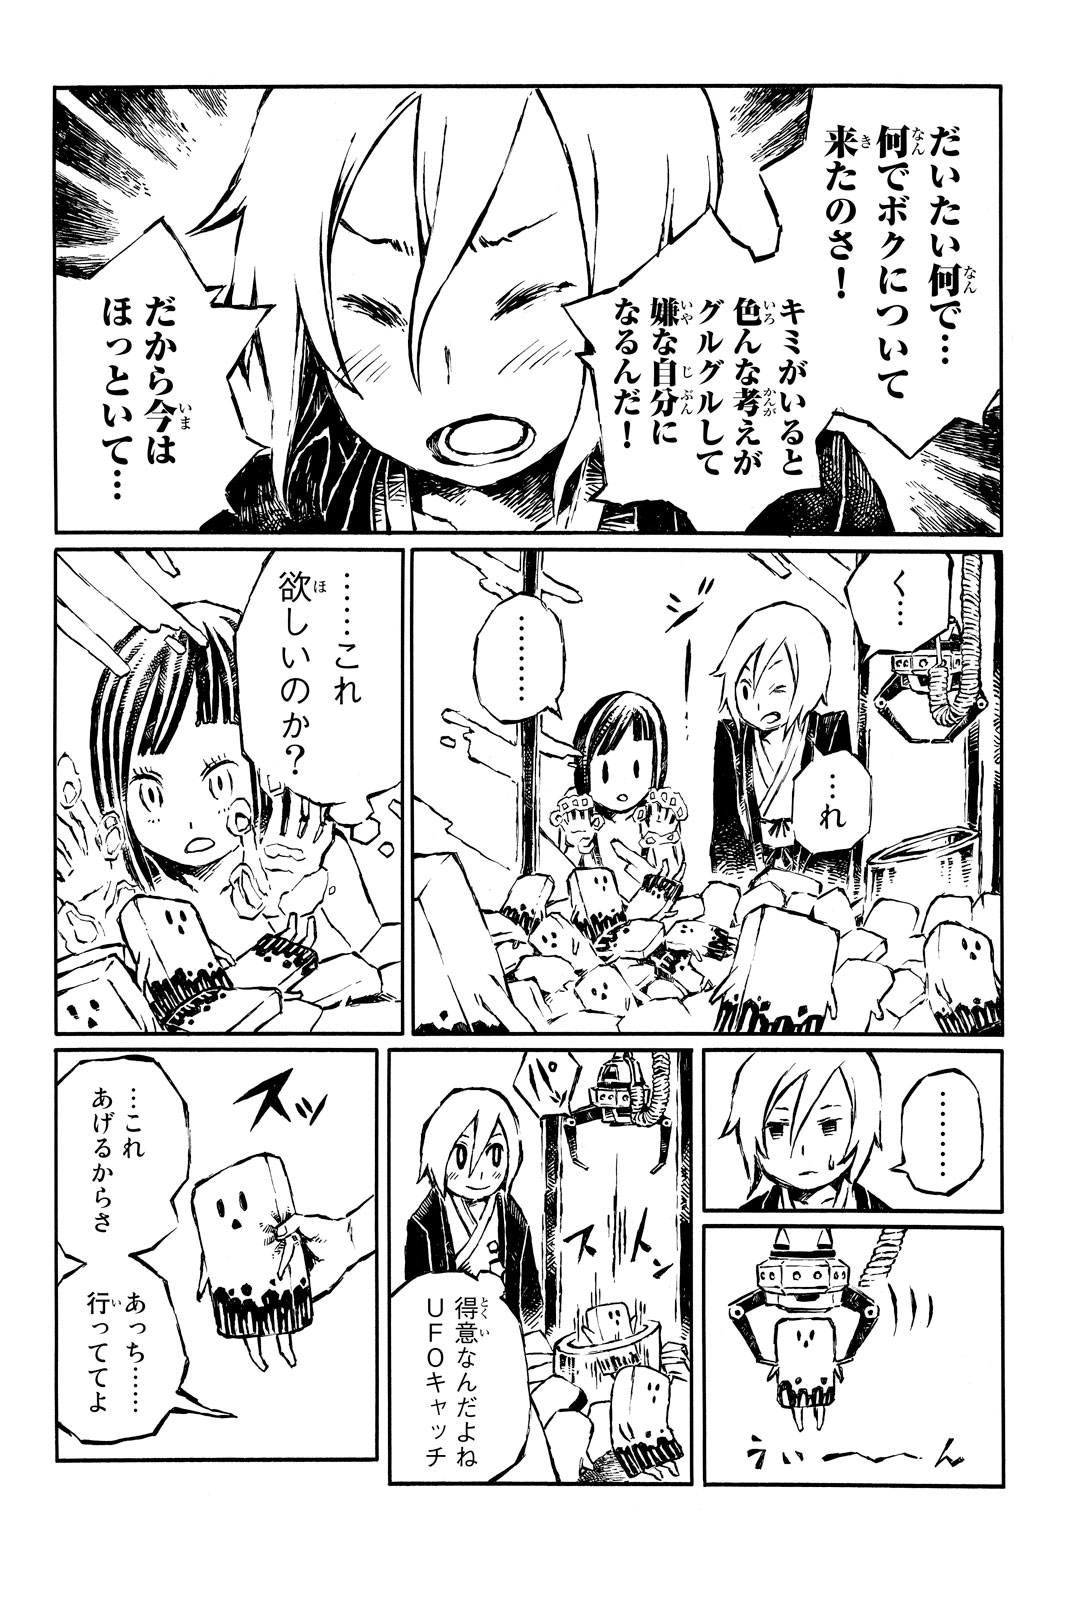 だいたい何で…
何でボクについて
来たのさ！
キミがいると
色んな考えが
グルグルして
嫌な自分に
なるんだ！
だから今は
ほっといて…
く…
…れ
………
……これ
欲しいのか？
………
うぃーーん
ストン
得意なんだよね
UFOキャッチ
スッ
…これ
あげるからさ
あっち……
行っててよ